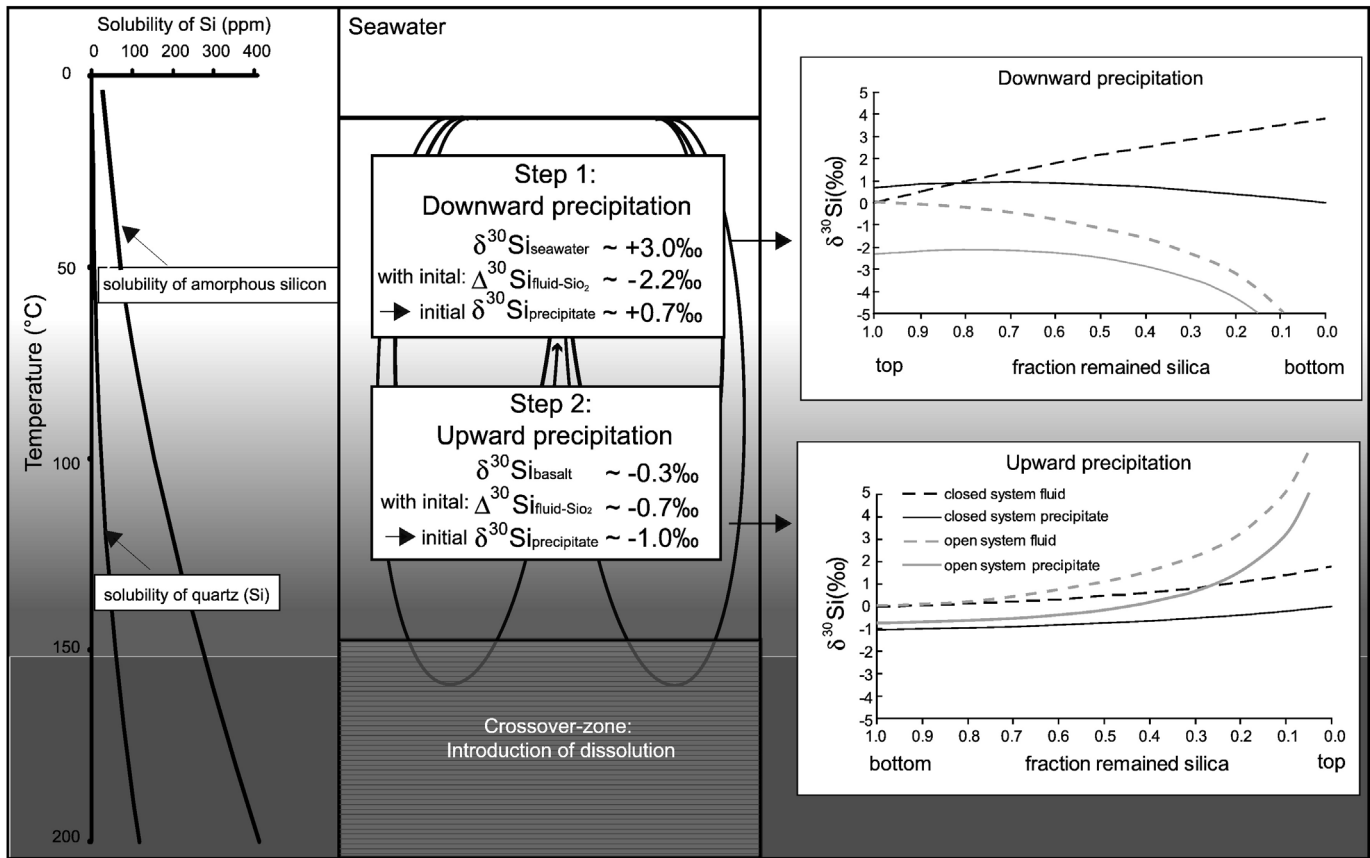 Solubility of Si (ppm)
0 100 200 300 400
0
50
100
150
200
Temperature (°C)
solubility of amorphous silicon
solubility of quartz (Si)
Seawater
Step 1:
Downward precipitation
δ³⁰Siseawater ~ +3.0‰
with inital: Δ³⁰Sifluid-Sio₂ ~ -2.2‰
initial δ³⁰Siprecipitate ~ +0.7‰
Step 2:
Upward precipitation
δ³⁰Sibasalt ~ -0.3‰
with inital: Δ³⁰Sifluid-Sio₂ ~ -0.7‰
initial δ³⁰Siprecipitate ~ -1.0‰
Crossover-zone:
Introduction of dissolution
Downward precipitation
δ³⁰Si(‰)
5
4
3
2
1
0
-1
-2
-3
-4
-5
1.0 0.9 0.8 0.7 0.6 0.5 0.4 0.3 0.2 0.1 0.0
top fraction remained silica bottom
Upward precipitation
closed system fluid
closed system precipitate
open system fluid
open system precipitate
δ³⁰Si(‰)
5
4
3
2
1
0
-1
-2
-3
-4
-5
1.0 0.9 0.8 0.7 0.6 0.5 0.4 0.3 0.2 0.1 0.0
bottom fraction remained silica top